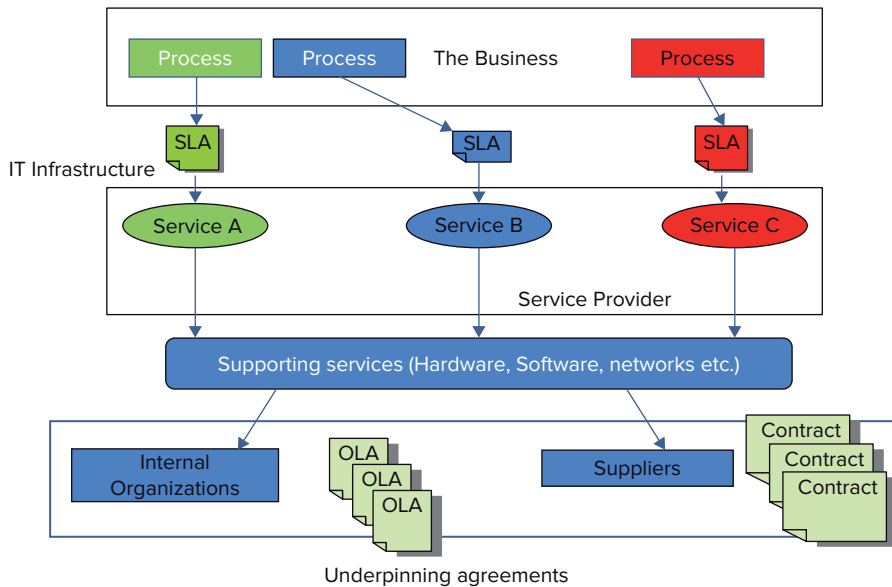 Process
Process
The Business
Process
SLA
SLA
SLA
IT Infrastructure
Service A
Service B
Service C
Service Provider
Supporting services (Hardware, Software, networks etc.)
Internal
Organizations
OLA
OLA
OLA
Suppliers
Contract
Contract
Contract
Underpinning agreements